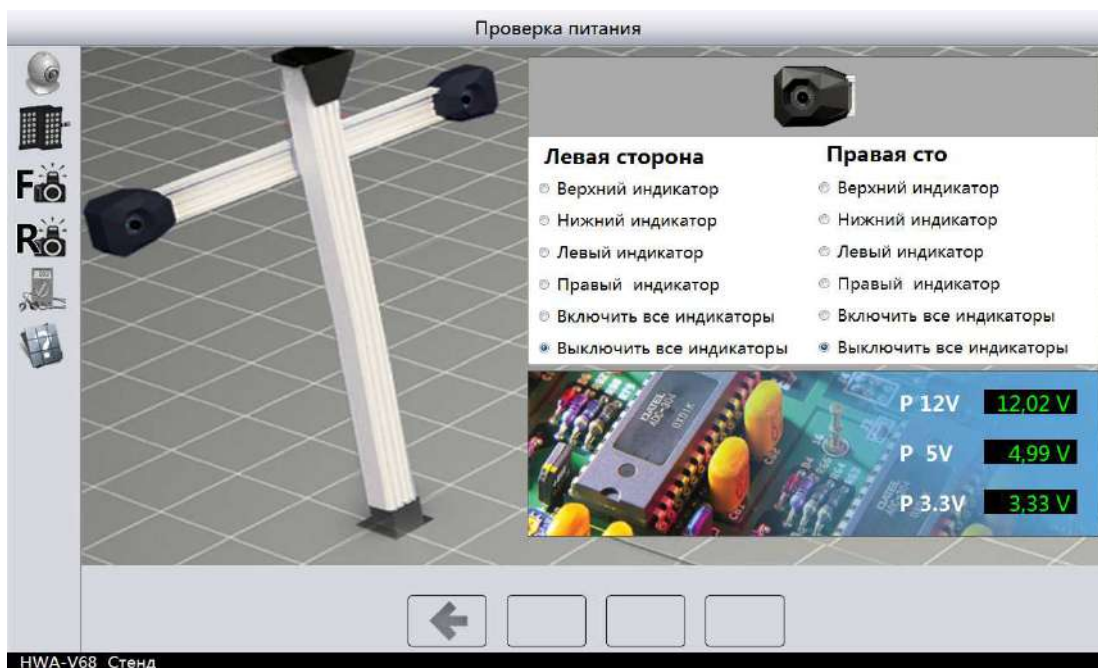 Проверка питания
F
R
Левая сторона
Верхний индикатор
Нижний индикатор
Левый индикатор
Правый индикатор
Включить все индикаторы
Выключить все индикаторы
Правая сто
Верхний индикатор
Нижний индикатор
Левый индикатор
Правый индикатор
Включить все индикаторы
Выключить все индикаторы
P 12V 12,02 V
P 5V 4,99 V
P 3.3V 3,33 V
HWA-V68 Стенд